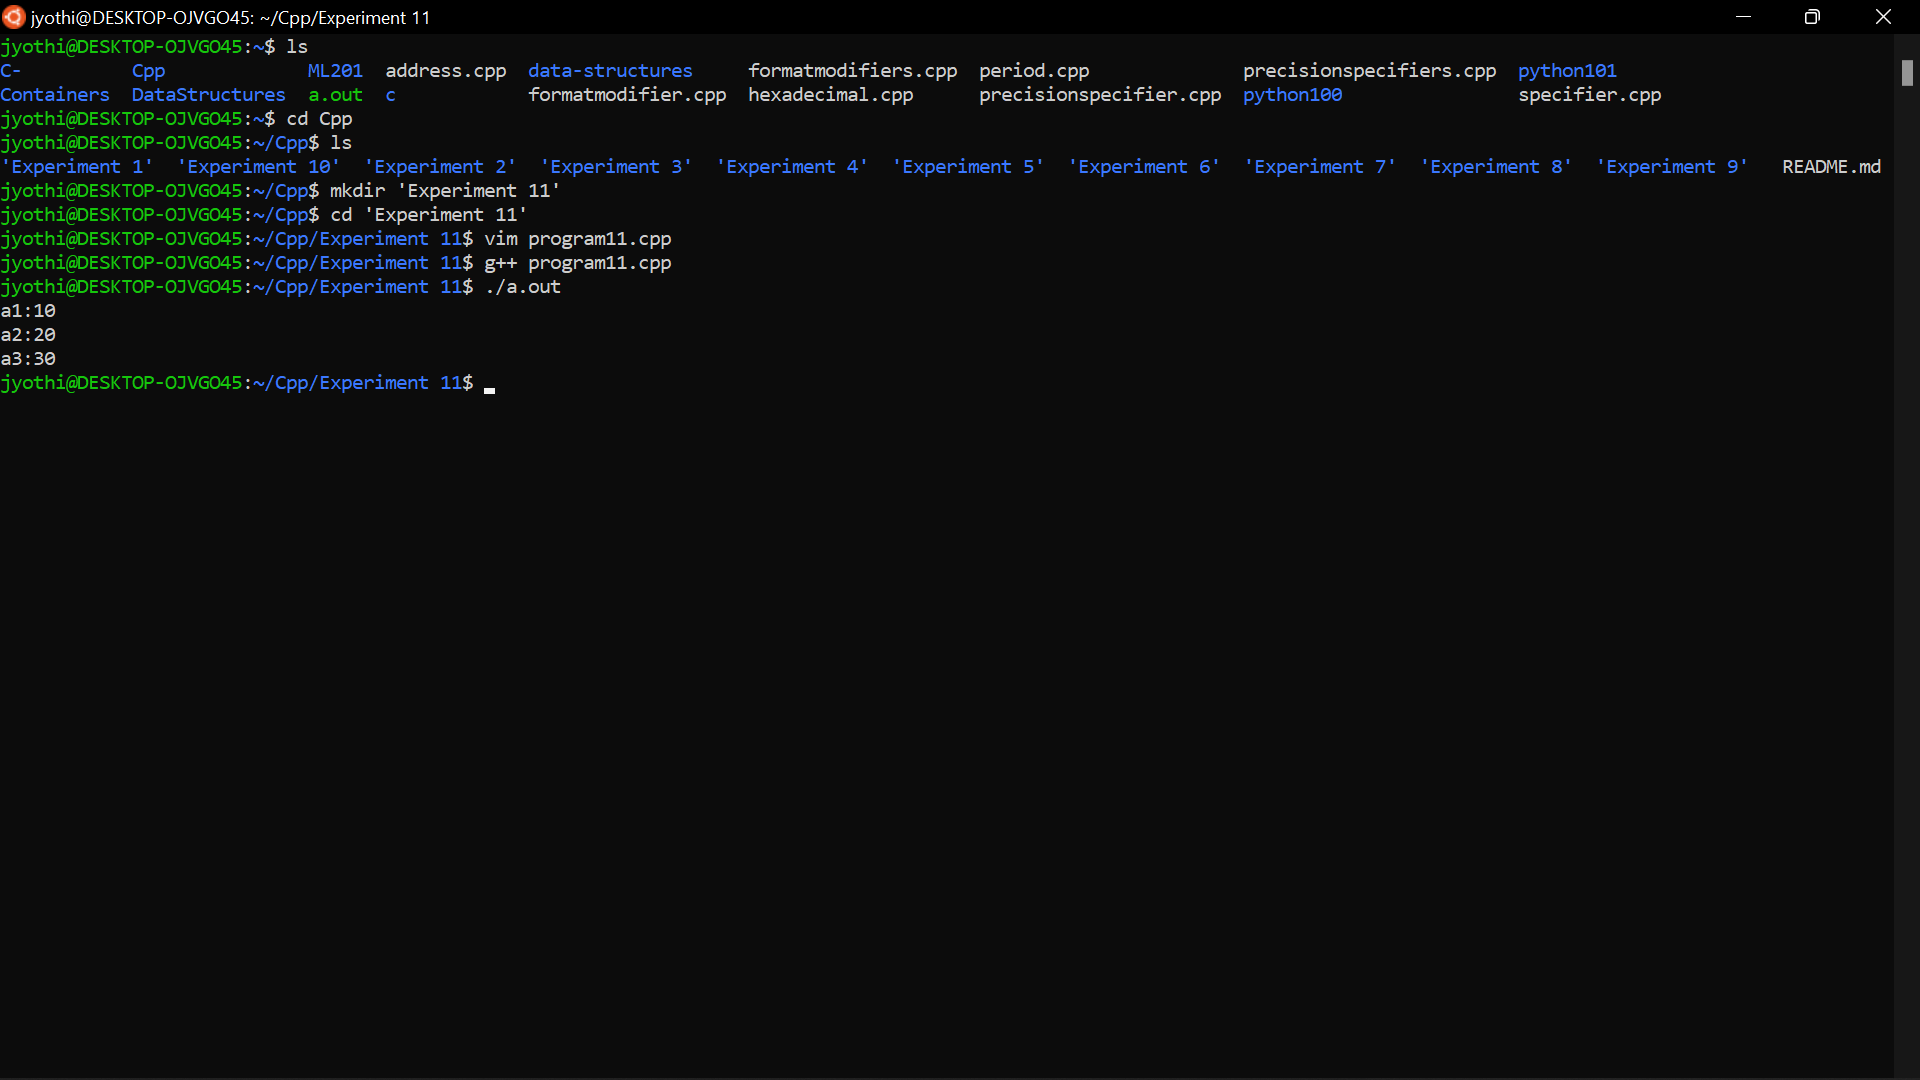 jyothi@DESKTOP-OJVGO45: ~/Cpp/Experiment 11
jyothi@DESKTOP-OJVGO45:~$ ls
C-          Cpp             ML201  address.cpp  data-structures     formatmodifiers.cpp  period.cpp              precisionspecifiers.cpp  python101
Containers  DataStructures  a.out  c            formatmodifier.cpp  hexadecimal.cpp      precisionspecifier.cpp  python100                specifier.cpp
jyothi@DESKTOP-OJVGO45:~$ cd Cpp
jyothi@DESKTOP-OJVGO45:~/Cpp$ ls
'Experiment 1'  'Experiment 10'  'Experiment 2'  'Experiment 3'  'Experiment 4'  'Experiment 5'  'Experiment 6'  'Experiment 7'  'Experiment 8'  'Experiment 9'   README.md
jyothi@DESKTOP-OJVGO45:~/Cpp$ mkdir 'Experiment 11'
jyothi@DESKTOP-OJVGO45:~/Cpp$ cd 'Experiment 11'
jyothi@DESKTOP-OJVGO45:~/Cpp/Experiment 11$ vim program11.cpp
jyothi@DESKTOP-OJVGO45:~/Cpp/Experiment 11$ g++ program11.cpp
jyothi@DESKTOP-OJVGO45:~/Cpp/Experiment 11$ ./a.out
a1:10
a2:20
a3:30
jyothi@DESKTOP-OJVGO45:~/Cpp/Experiment 11$